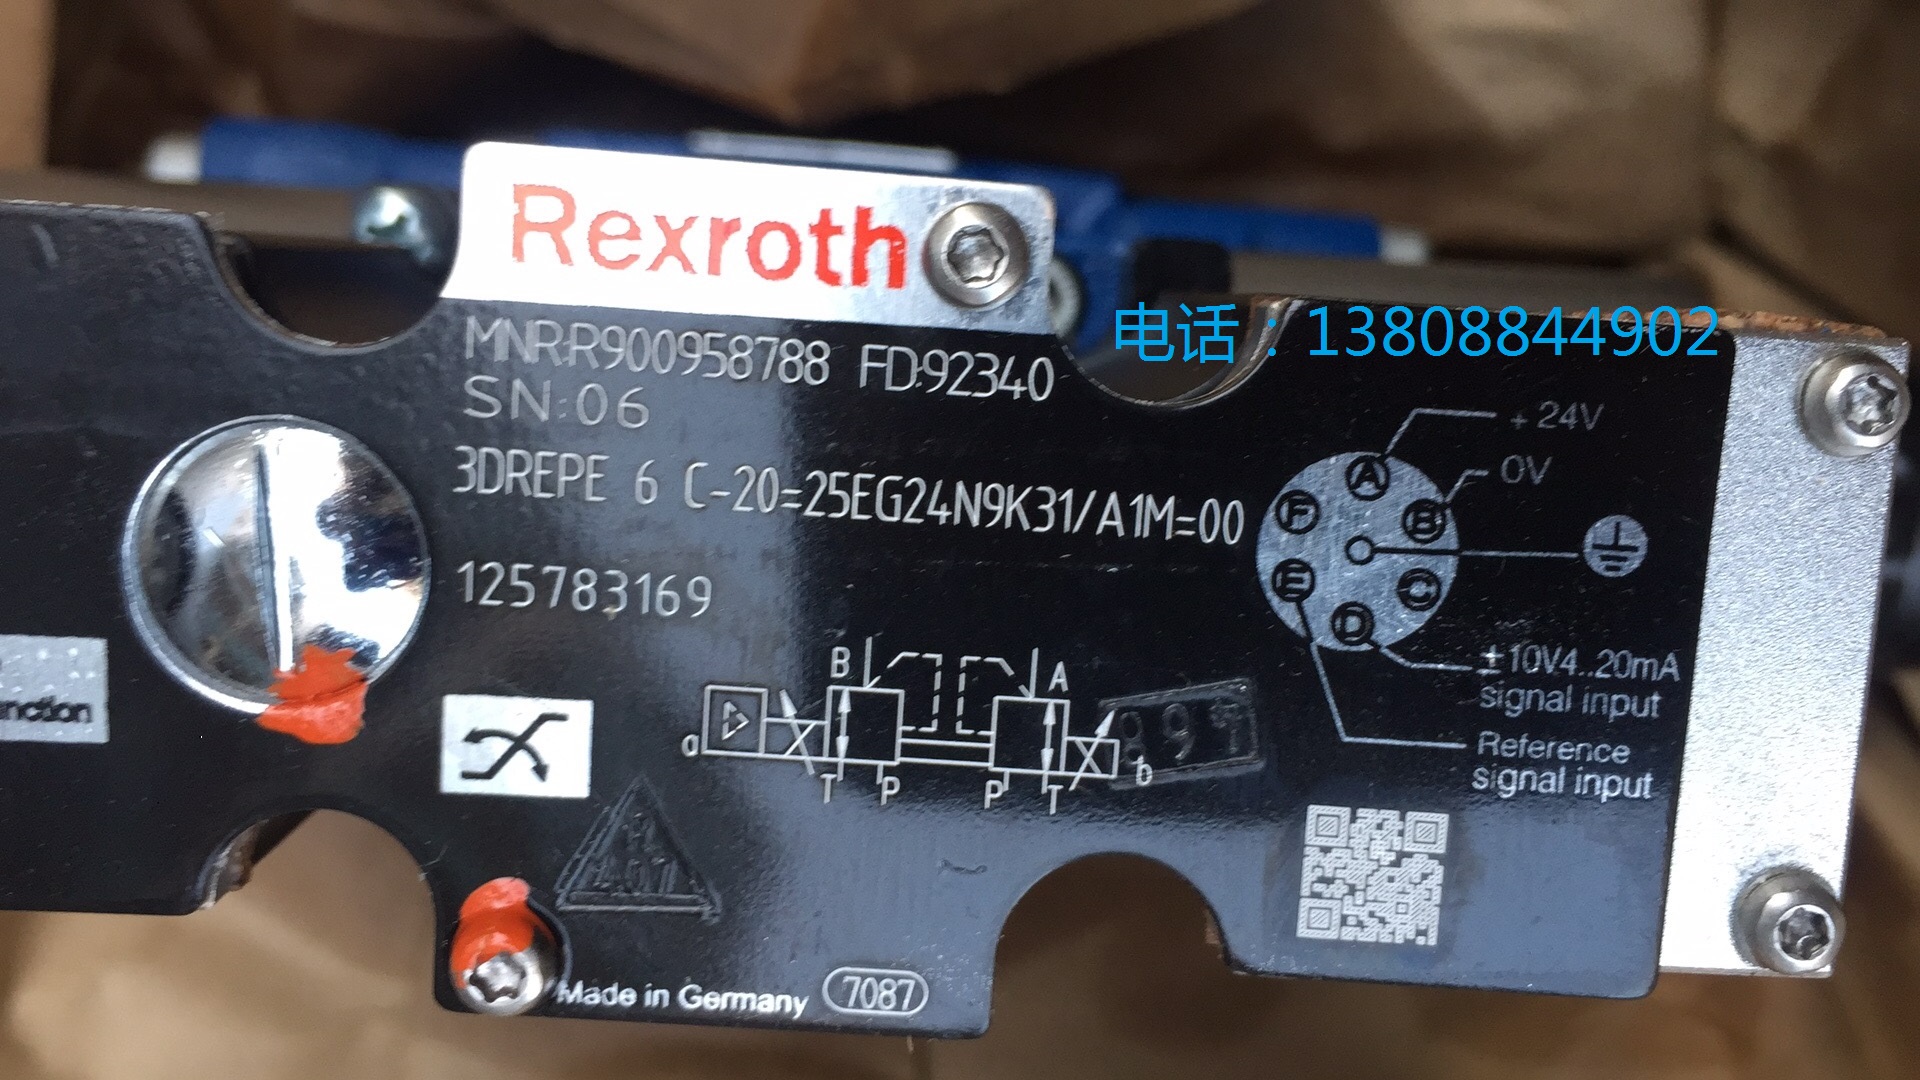 Rexroth
电话：13808844902
MNR:R900958788 FD:92340
SN:06
3DREPE 6 C-20=25EG24N9K31/A1M=00
125783169
+24V
0V
A
B
C
D
E
F
±10V4..20mA
signal input
Reference
signal input
B
A
a
b
T
P
P
T
Made in Germany
7087